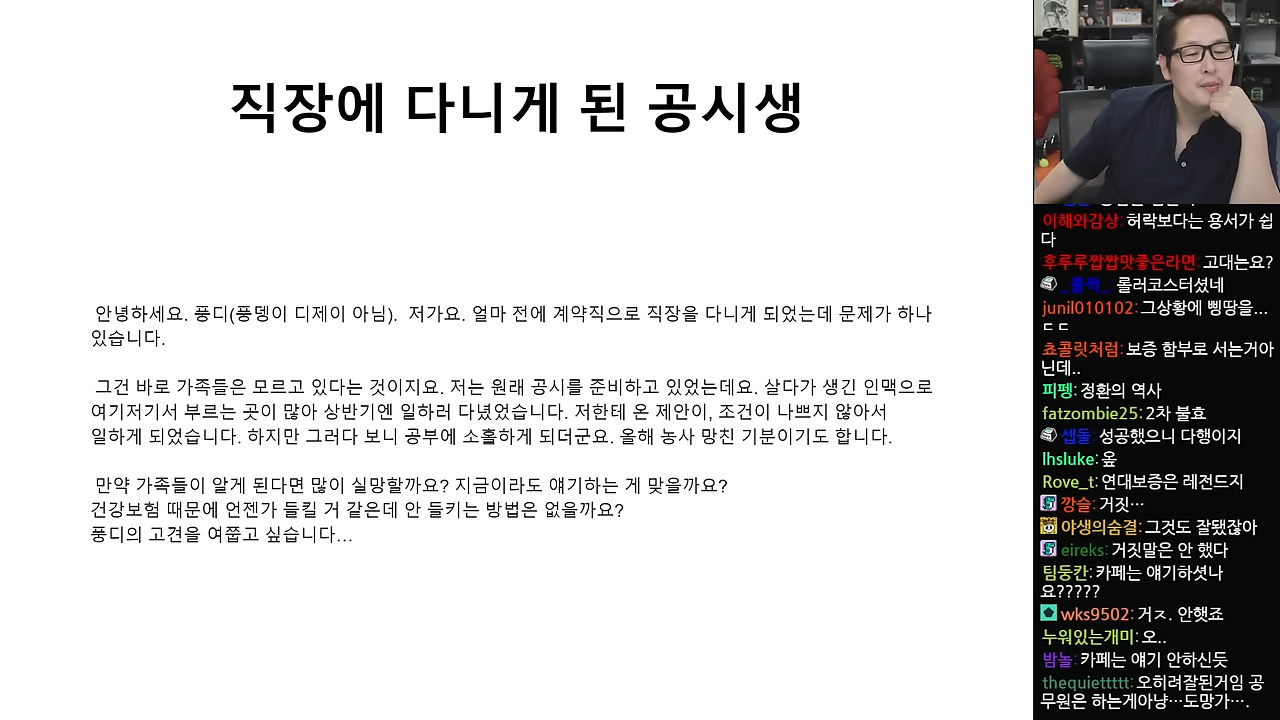 직장에 다니게 된 공시생
안녕하세요. 풍디(풍뎅이 디제이 아님).  저가요. 얼마 전에 계약직으로 직장을 다니게 되었는데 문제가 하나
있습니다.
그건 바로 가족들은 모르고 있다는 것이지요. 저는 원래 공시를 준비하고 있었는데요. 살다가 생긴 인맥으로
여기저기서 부르는 곳이 많아 상반기엔 일하러 다녔었습니다. 저한테 온 제안이, 조건이 나쁘지 않아서
일하게 되었습니다. 하지만 그러다 보니 공부에 소홀하게 되더군요. 올해 농사 망친 기분이기도 합니다.
만약 가족들이 알게 된다면 많이 실망할까요? 지금이라도 얘기하는 게 맞을까요?
건강보험 때문에 언젠가 들킬 거 같은데 안 들키는 방법은 없을까요?
풍디의 고견을 여쭙고 싶습니다...
이해와감상: 허락보다는 용서가 쉽
다
후루루짭짭맛좋은라면: 고대는요?
롤러코스터셨네
junil010102: 그상황에 삥땅을...
ㄷㄷ
쵸콜릿처럼: 보증 함부로 서는거아
닌데..
피펭: 정환의 역사
fatzombie25: 2차 불효
셉돌: 성공했으니 다행이지
lhsluke: 옾
Rove_t: 연대보증은 레전드지
깡슬: 거짓…
야생의숨결: 그것도 잘됐잖아
eireks: 거짓말은 안 했다
팀둥칸: 카페는 얘기하셧나
요?????
wks9502: 거ㅈ. 안햇죠
누워있는개미: 오..
밤놀: 카페는 얘기 안하신듯
thequiettttt: 오히려잘된거임 공
무원은 하는게아냥…도망가….